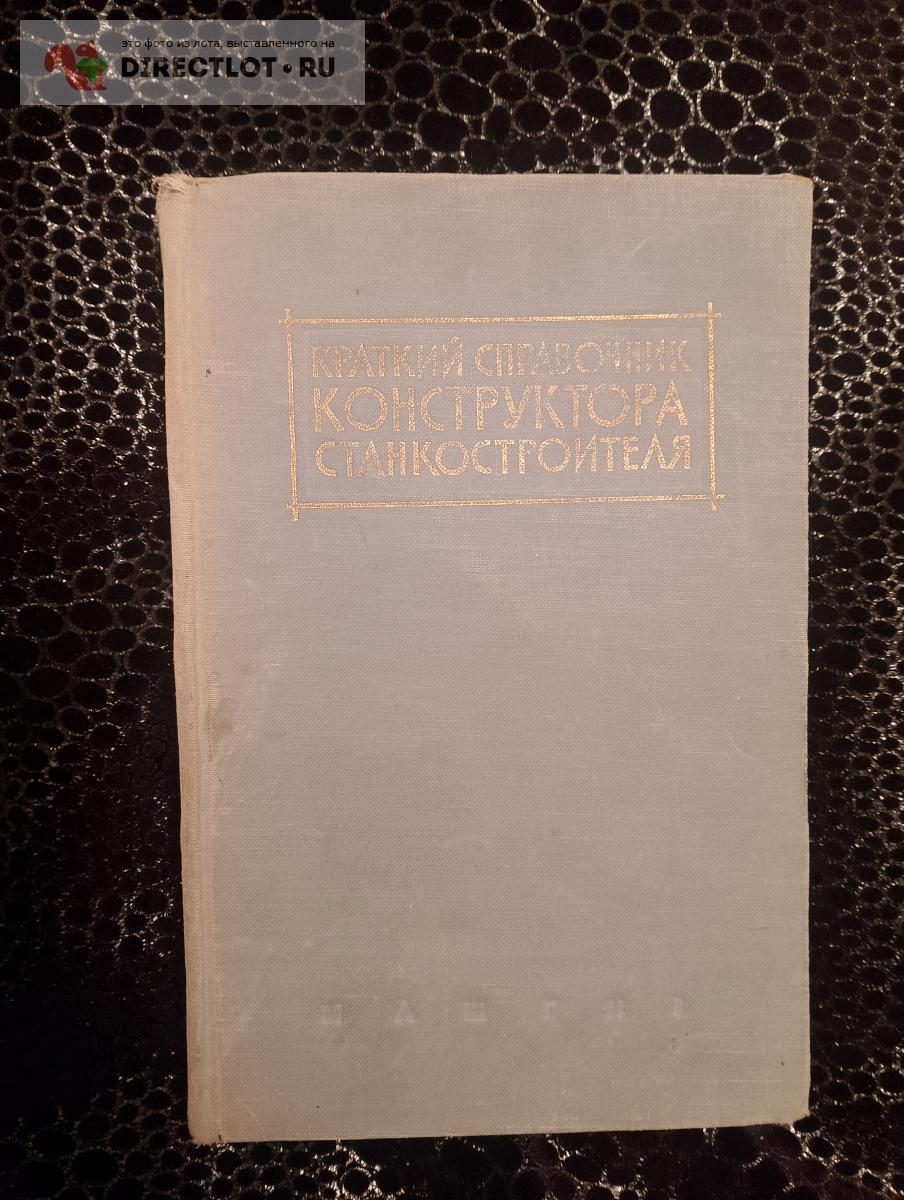 это фото из лота, выставленного на
DIRECTLOT•RU
КРАТКИЙ СПРАВОЧНИК
КОНСТРУКТОРА
СТАНКОСТРОИТЕЛЯ